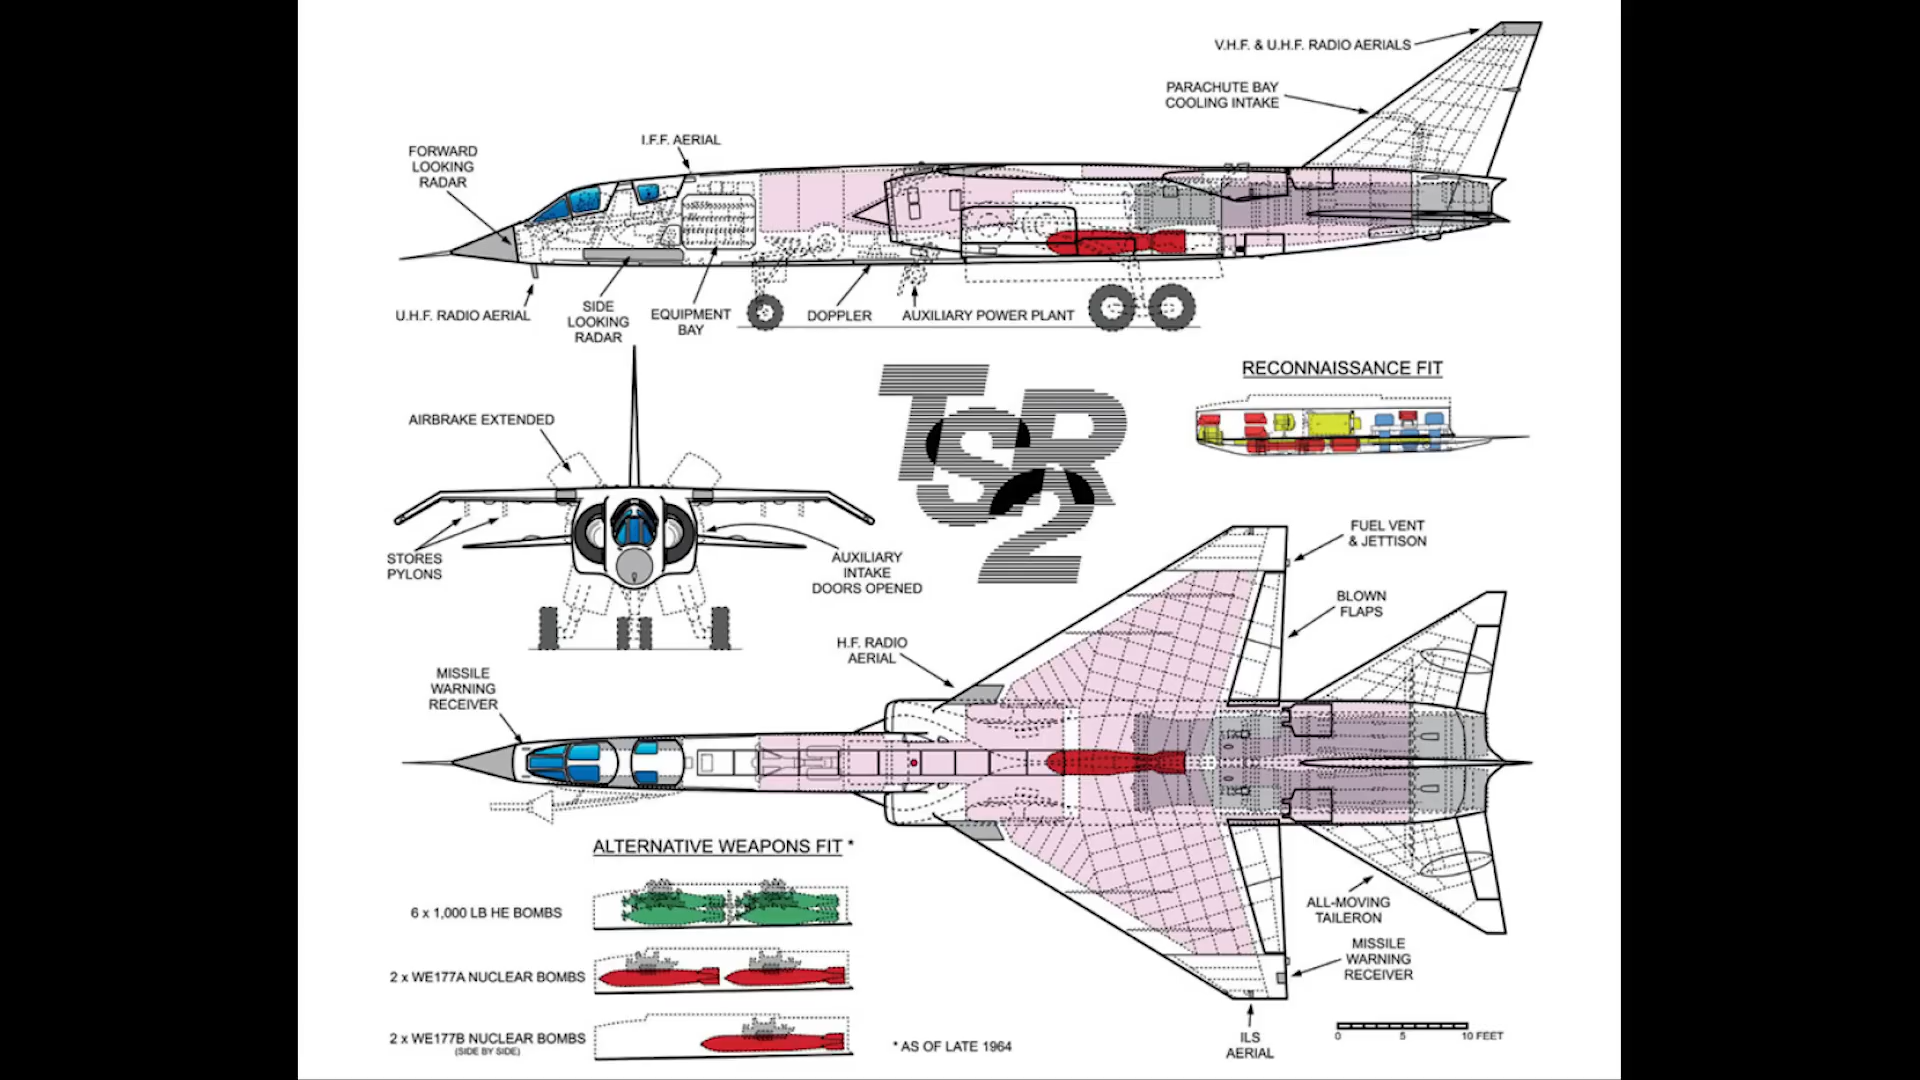 V.H.F. & U.H.F. RADIO AERIALS
PARACHUTE BAY
COOLING INTAKE
I.F.F. AERIAL
FORWARD
LOOKING
RADAR
U.H.F. RADIO AERIAL
SIDE
LOOKING
RADAR
EQUIPMENT
BAY
DOPPLER
AUXILIARY POWER PLANT
TSR
2
RECONNAISSANCE FIT
AIRBRAKE EXTENDED
STORES
PYLONS
AUXILIARY
INTAKE
DOORS OPENED
FUEL VENT
& JETTISON
BLOWN
FLAPS
H.F. RADIO
AERIAL
MISSILE
WARNING
RECEIVER
ALL-MOVING
TAILERON
MISSILE
WARNING
RECEIVER
ILS
AERIAL
ALTERNATIVE WEAPONS FIT *
6 x 1,000 LB HE BOMBS
2 x WE177A NUCLEAR BOMBS
2 x WE177B NUCLEAR BOMBS
(SIDE BY SIDE)
* AS OF LATE 1964
0 5 10 FEET